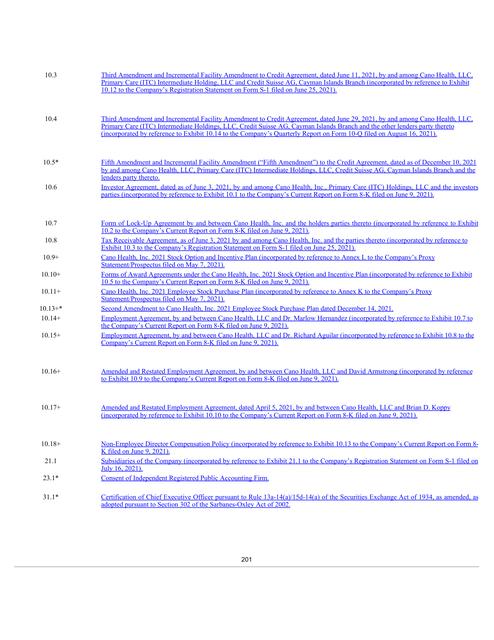 10.3 Third Amendment and Incremental Facility Amendment to Credit Agreement, dated June 11, 2021, by and among Cano Health, LLC,
Primary Care (ITC) Intermediate Holding, LLC and Credit Suisse AG, Cayman Islands Branch (incorporated by reference to Exhibit
10.12 to the Company's Registration Statement on Form S-1 filed on June 25, 2021).
10.4 Third Amendment and Incremental Facility Amendment to Credit Agreement, dated June 29, 2021, by and among Cano Health, LLC,
Primary Care (ITC) Intermediate Holdings, LLC, Credit Suisse AG, Cayman Islands Branch and the other lenders party thereto
(incorporated by reference to Exhibit 10.14 to the Company's Quarterly Report on Form 10-Q filed on August 16, 2021).
10.5* Fifth Amendment and Incremental Facility Amendment ("Fifth Amendment") to the Credit Agreement, dated as of December 10, 2021
by and among Cano Health, LLC, Primary Care (ITC) Intermediate Holdings, LLC, Credit Suisse AG, Cayman Islands Branch and the
lenders party thereto.
10.6 Investor Agreement, dated as of June 3, 2021, by and among Cano Health, Inc., Primary Care (ITC) Holdings, LLC and the investors
parties (incorporated by reference to Exhibit 10.1 to the Company's Current Report on Form 8-K filed on June 9, 2021).
10.7 Form of Lock-Up Agreement by and between Cano Health, Inc. and the holders parties thereto (incorporated by reference to Exhibit
10.2 to the Company's Current Report on Form 8-K filed on June 9, 2021).
10.8 Tax Receivable Agreement, as of June 3, 2021 by and among Cano Health, Inc. and the parties thereto (incorporated by reference to
Exhibit 10.3 to the Company's Registration Statement on Form S-1 filed on June 25, 2021).
10.9+ Cano Health, Inc. 2021 Stock Option and Incentive Plan (incorporated by reference to Annex L to the Company's Proxy
Statement/Prospectus filed on May 7, 2021).
10.10+ Forms of Award Agreements under the Cano Health, Inc. 2021 Stock Option and Incentive Plan (incorporated by reference to Exhibit
10.5 to the Company's Current Report on Form 8-K filed on June 9, 2021).
10.11+ Cano Health, Inc. 2021 Employee Stock Purchase Plan (incorporated by reference to Annex K to the Company's Proxy
Statement/Prospectus filed on May 7, 2021).
10.13+* Second Amendment to Cano Health, Inc. 2021 Employee Stock Purchase Plan dated December 14, 2021.
10.14+ Employment Agreement, by and between Cano Health, LLC and Dr. Marlow Hernandez (incorporated by reference to Exhibit 10.7 to
the Company's Current Report on Form 8-K filed on June 9, 2021).
10.15+ Employment Agreement, by and between Cano Health, LLC and Dr. Richard Aguilar (incorporated by reference to Exhibit 10.8 to the
Company's Current Report on Form 8-K filed on June 9, 2021).
10.16+ Amended and Restated Employment Agreement, by and between Cano Health, LLC and David Armstrong (incorporated by reference
to Exhibit 10.9 to the Company's Current Report on Form 8-K filed on June 9, 2021).
10.17+ Amended and Restated Employment Agreement, dated April 5, 2021, by and between Cano Health, LLC and Brian D. Koppy
(incorporated by reference to Exhibit 10.10 to the Company's Current Report on Form 8-K filed on June 9, 2021).
10.18+ Non-Employee Director Compensation Policy (incorporated by reference to Exhibit 10.13 to the Company's Current Report on Form 8-
K filed on June 9, 2021).
21.1 Subsidiaries of the Company (incorporated by reference to Exhibit 21.1 to the Company's Registration Statement on Form S-1 filed on
July 16, 2021).
23.1* Consent of Independent Registered Public Accounting Firm.
31.1* Certification of Chief Executive Officer pursuant to Rule 13a-14(a)/15d-14(a) of the Securities Exchange Act of 1934, as amended, as
adopted pursuant to Section 302 of the Sarbanes-Oxley Act of 2002.
201